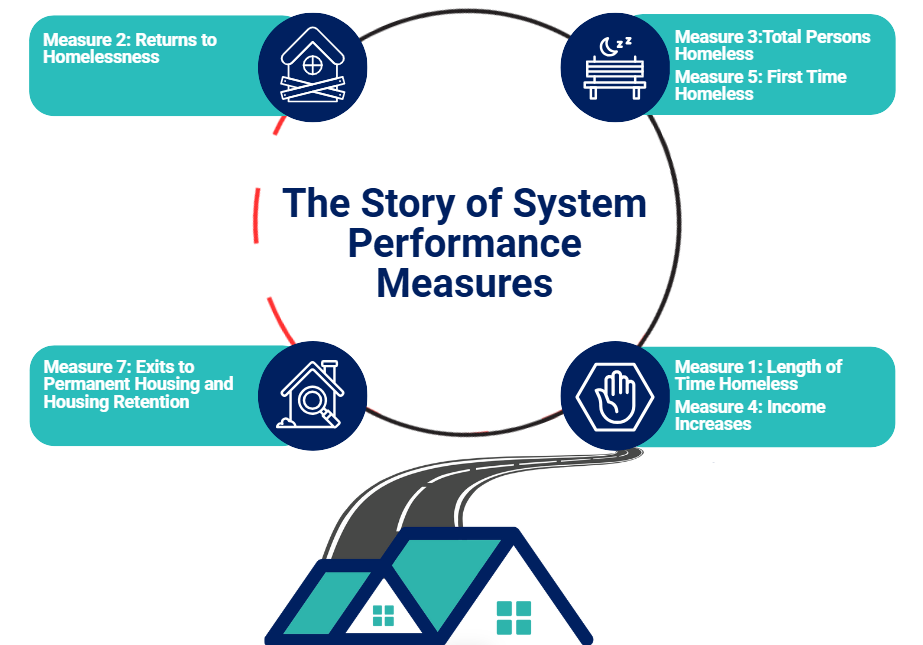 Measure 2: Returns to
Homelessness
Measure 3:Total Persons
Homeless
Measure 5: First Time
Homeless
The Story of System
Performance
Measures
Measure 7: Exits to
Permanent Housing and
Housing Retention
Measure 1: Length of
Time Homeless
Measure 4: Income
Increases